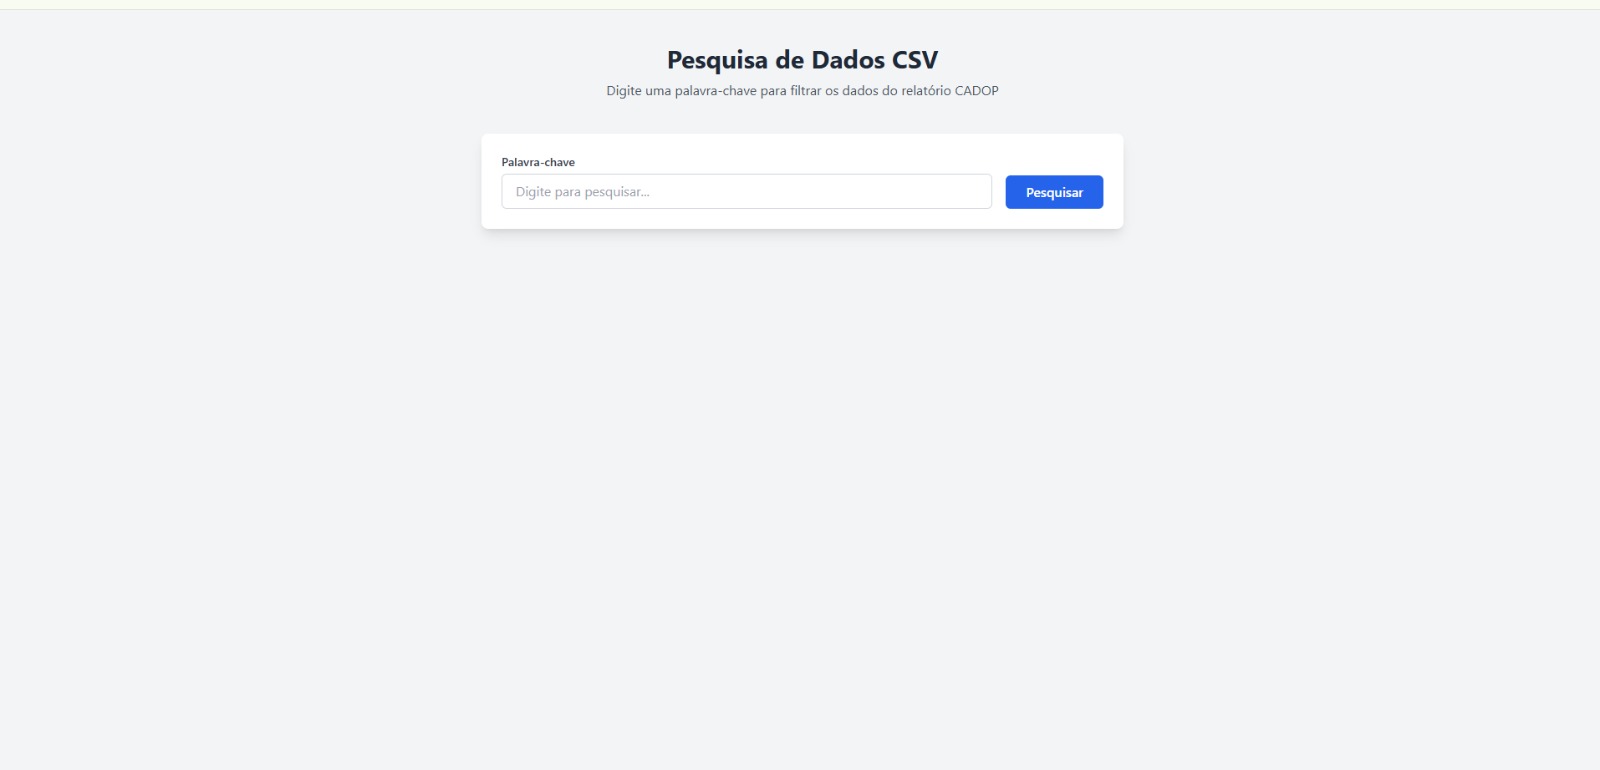 Pesquisa de Dados CSV
Digite uma palavra-chave para filtrar os dados do relatório CADOP
Palavra-chave
Digite para pesquisar...
Pesquisar